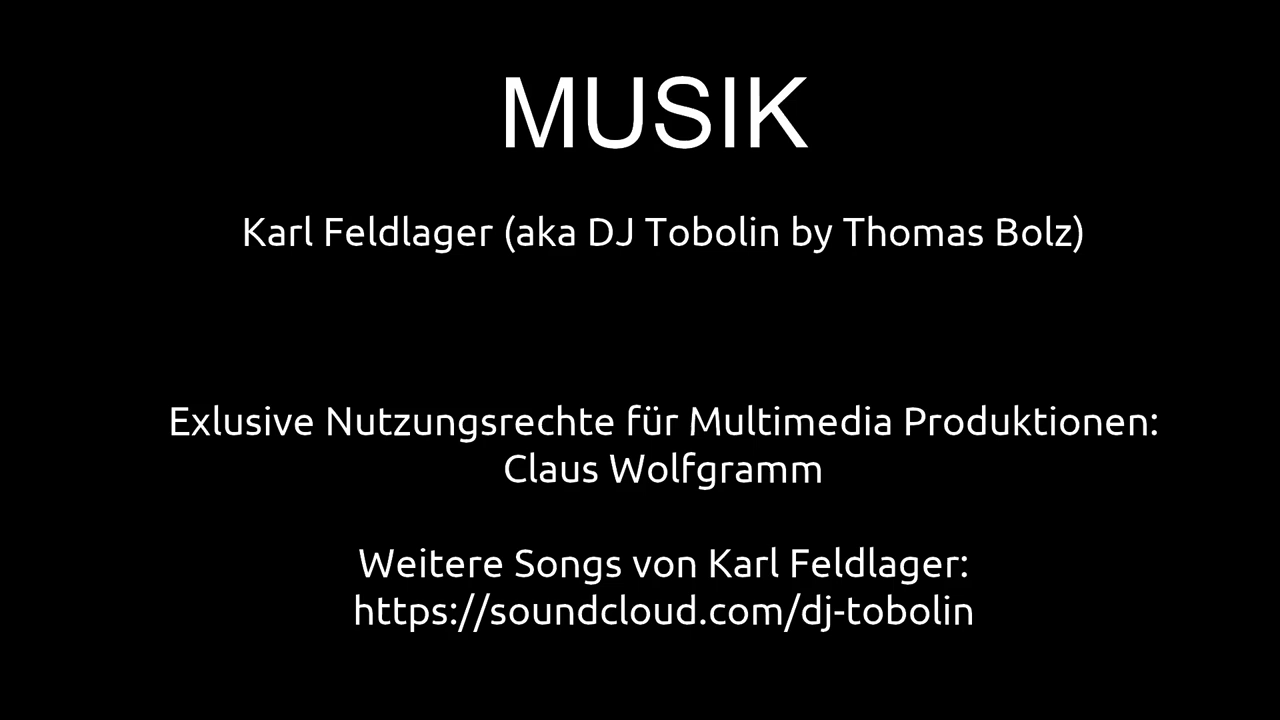 MUSIK
Karl Feldlager (aka DJ Tobolin by Thomas Bolz)
Exlusive Nutzungsrechte für Multimedia Produktionen:
Claus Wolfgramm
Weitere Songs von Karl Feldlager:
https://soundcloud.com/dj-tobolin